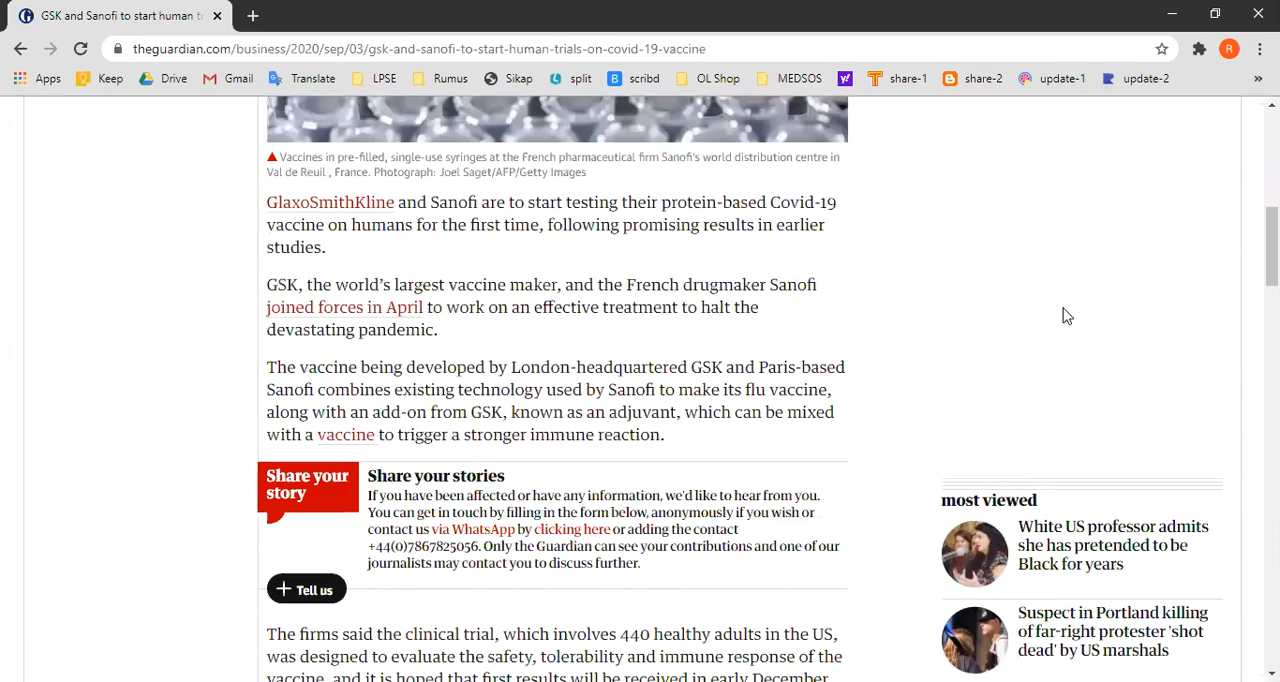 GSK and Sanofi to start human t
theguardian.com/business/2020/sep/03/gsk-and-sanofi-to-start-human-trials-on-covid-19-vaccine
R
Apps Keep Drive Gmail Translate LPSE Rumus Sikap split scribd OL Shop MEDSOS share-1 share-2 update-1 update-2 »
Vaccines in pre-filled, single-use syringes at the French pharmaceutical firm Sanofi's world distribution centre in
Val de Reuil , France. Photograph: Joel Saget/AFP/Getty Images
GlaxoSmithKline and Sanofi are to start testing their protein-based Covid-19
vaccine on humans for the first time, following promising results in earlier
studies.
GSK, the world's largest vaccine maker, and the French drugmaker Sanofi
joined forces in April to work on an effective treatment to halt the
devastating pandemic.
The vaccine being developed by London-headquartered GSK and Paris-based
Sanofi combines existing technology used by Sanofi to make its flu vaccine,
along with an add-on from GSK, known as an adjuvant, which can be mixed
with a vaccine to trigger a stronger immune reaction.
Share your
story
Share your stories
If you have been affected or have any information, we'd like to hear from you.
You can get in touch by filling in the form below, anonymously if you wish or
contact us via WhatsApp by clicking here or adding the contact
+44(0)7867825056. Only the Guardian can see your contributions and one of our
journalists may contact you to discuss further.
+ Tell us
The firms said the clinical trial, which involves 440 healthy adults in the US,
was designed to evaluate the safety, tolerability and immune response of the
vaccine, and it is hoped that first results will be received in early December
most viewed
White US professor admits
she has pretended to be
Black for years
Suspect in Portland killing
of far-right protester 'shot
dead' by US marshals